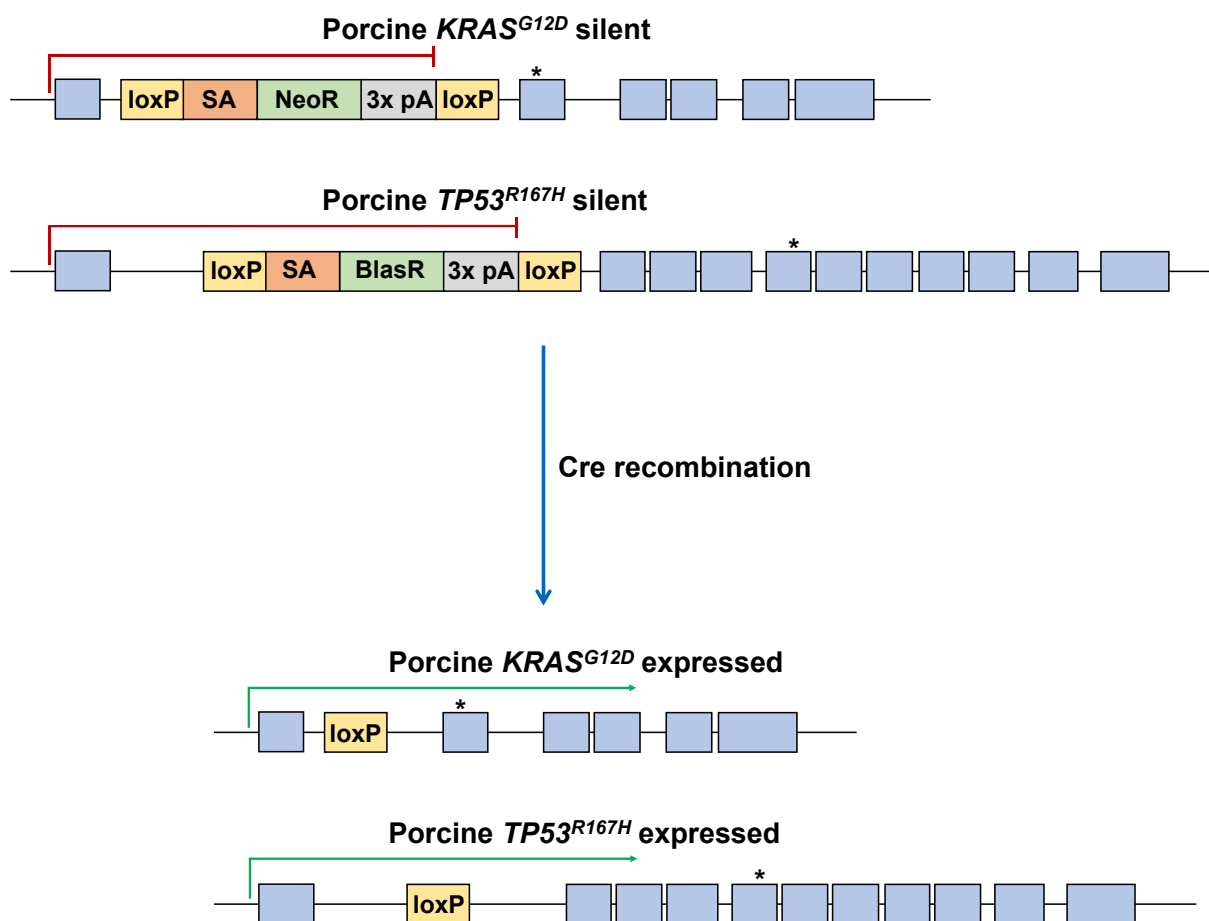 Porcine KRASG12D silent
*
loxP SA NeoR 3x pA loxP
Porcine TP53R167H silent
*
loxP SA BlasR 3x pA loxP
Cre recombination
Porcine KRASG12D expressed
*
loxP
Porcine TP53R167H expressed
*
loxP